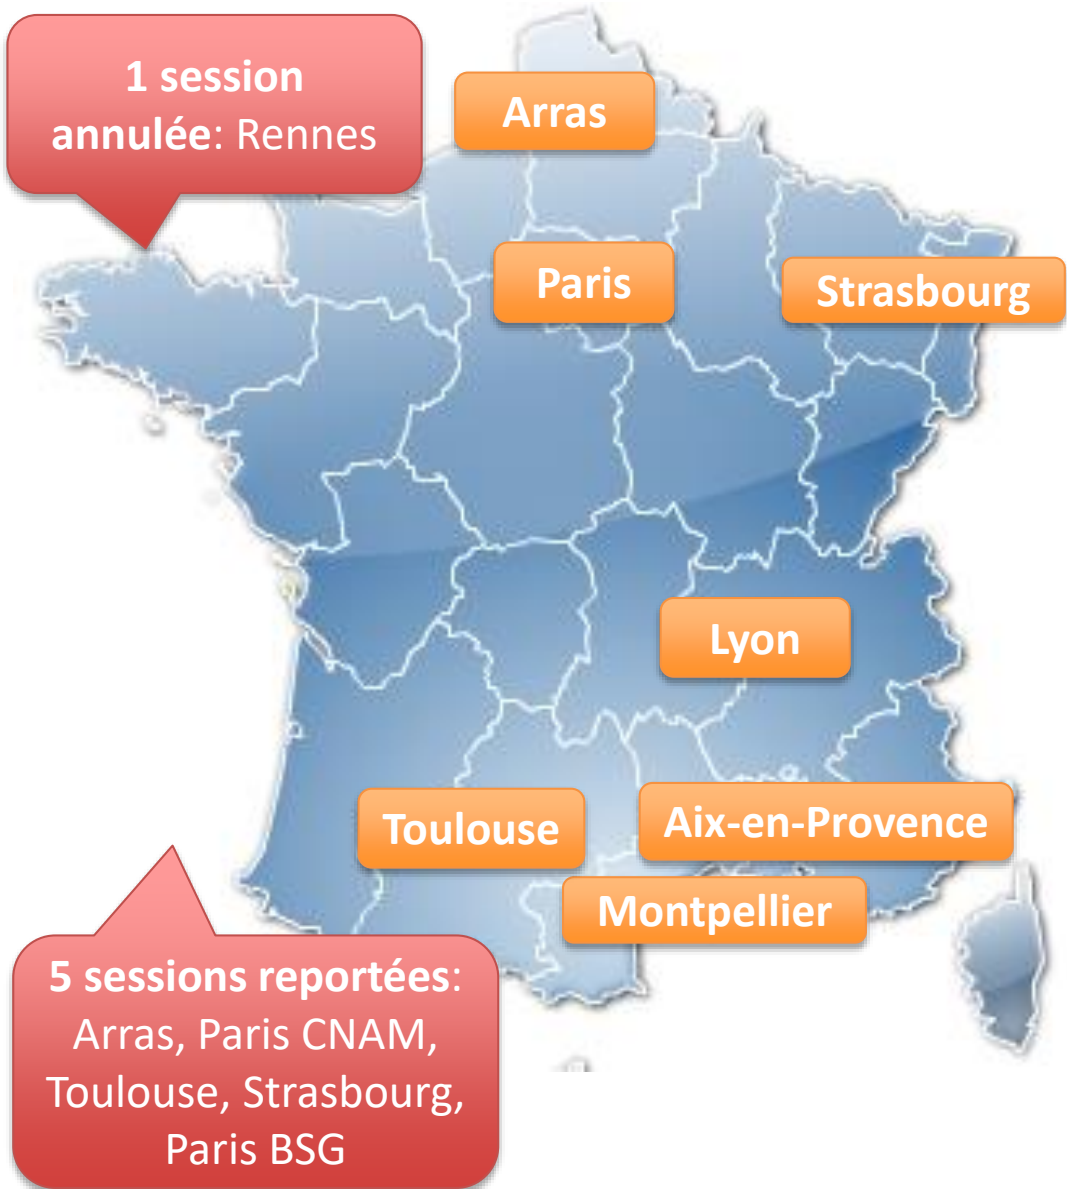 1 session
annulée: Rennes
Arras
Paris
Strasbourg
Lyon
Toulouse
Aix-en-Provence
Montpellier
5 sessions reportées:
Arras, Paris CNAM,
Toulouse, Strasbourg,
Paris BSG